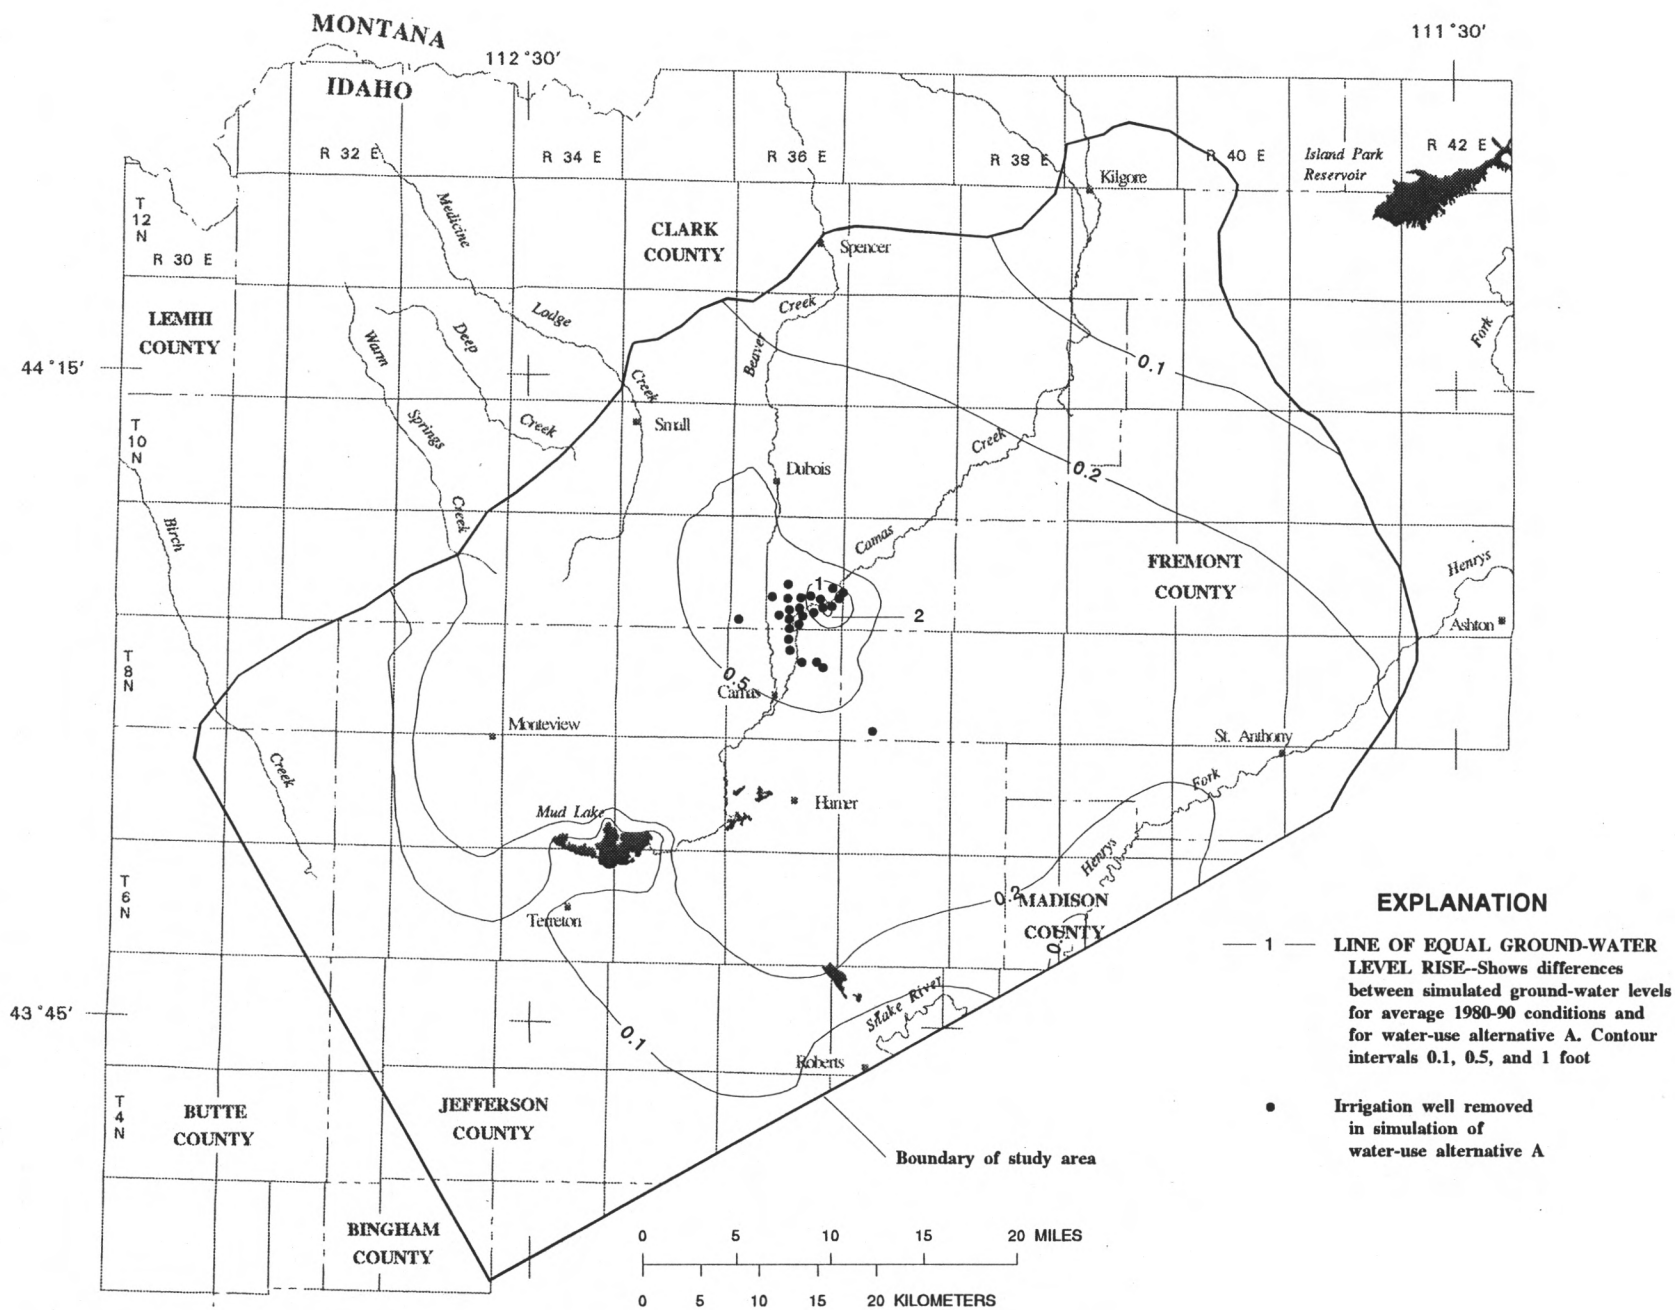 MONTANA
IDAHO
112°30'
111°30'
R 32 E
R 34 E
R 36 E
R 38 E
R 40 E
Island Park
Reservoir
R 42 E
Kilgore
T
12
N
R 30 E
Medicine
CLARK
COUNTY
Spencer
LEMHI
COUNTY
Lodge
Creek
Fork
Warm
Deep
Beaver
44°15'
0.1
Creek
Small
Springs
Creek
T
10
N
Creek
0.2
Dubois
Birch
Creek
Camas
FREMONT
COUNTY
Henrys
1
2
Ashton
T
8
N
0.5
Camas
Monteview
St. Anthony
Creek
Fork
Mud Lake
Hamer
Henrys
T
6
N
0.2
MADISON
COUNTY
Terreton
0.
43°45'
Snake River
0.1
Roberts
T
4
N
BUTTE
COUNTY
JEFFERSON
COUNTY
Boundary of study area
BINGHAM
COUNTY
EXPLANATION
1
LINE OF EQUAL GROUND-WATER
LEVEL RISE--Shows differences
between simulated ground-water levels
for average 1980-90 conditions and
for water-use alternative A. Contour
intervals 0.1, 0.5, and 1 foot
Irrigation well removed
in simulation of
water-use alternative A
0 5 10 15 20 MILES
0 5 10 15 20 KILOMETERS